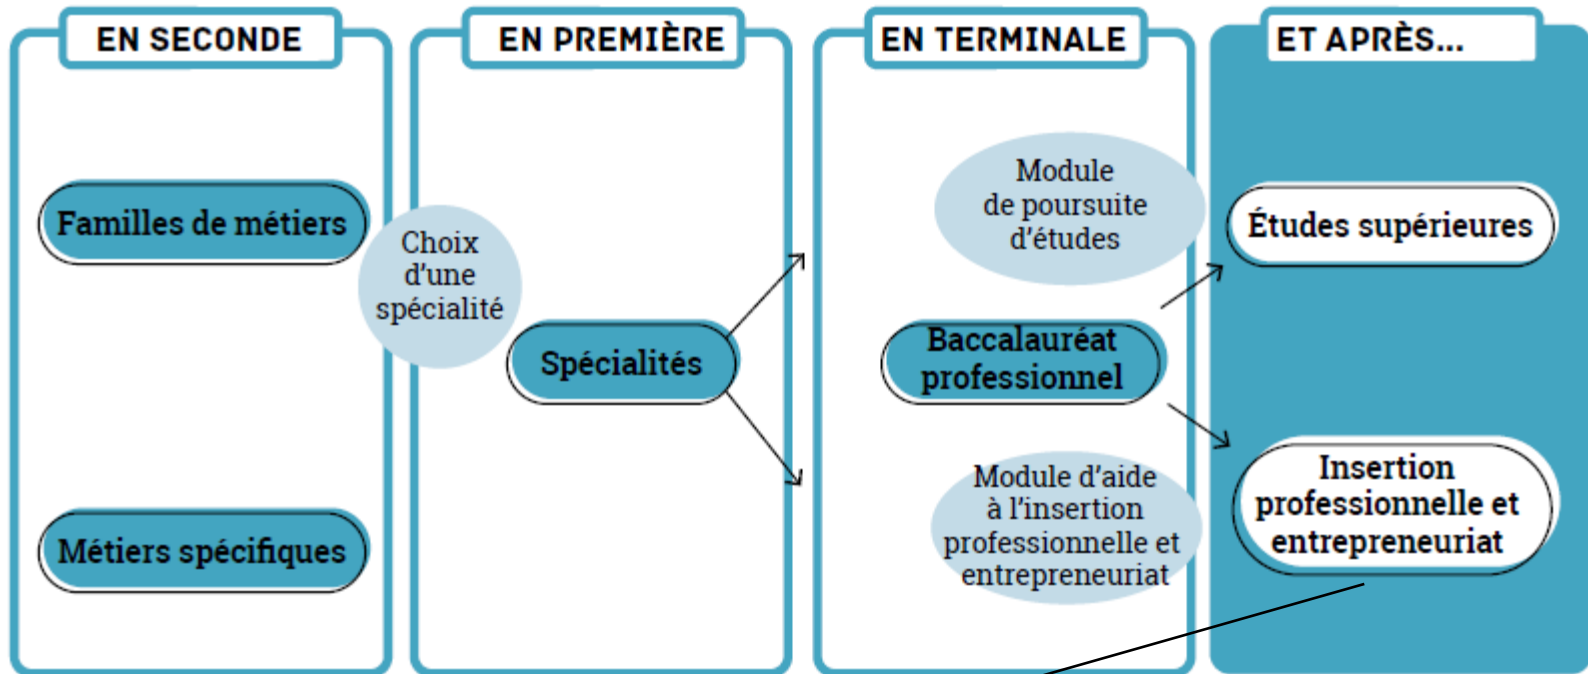 EN SECONDE
EN PREMIÈRE
EN TERMINALE
ET APRÈS...
Familles de métiers
Métiers spécifiques
Choix
d'une
spécialité
Spécialités
Module
de poursuite
d'études
Baccalauréat
professionnel
Module d'aide
à l'insertion
professionnelle et
entrepreneuriat
Études supérieures
Insertion
professionnelle et
entrepreneuriat